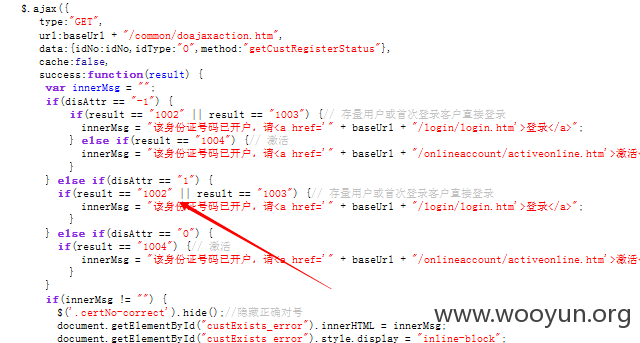 $.ajax({
type:"GET",
url:baseUrl + "/common/doajaxaction.htm",
data:{idNo:idNo,idType:"0",method:"getCustRegisterStatus"},
cache:false,
success:function(result) {
var innerMsg = "";
if(disAttr == "-1") {
if(result == "1002" || result == "1003") {// 存量用户或首次登录客户直接登录
innerMsg = "该身份证号码已开户，请<a href='" + baseUrl + "/login/login.htm'>登录</a>";
} else if(result == "1004") {// 激活
innerMsg = "该身份证号码已开户，请<a href='" + baseUrl + "/onlineaccount/activeonline.htm'>激活<
}
} else if(disAttr == "1") {
if(result == "1002" || result == "1003") {// 存量用户或首次登录客户直接登录
innerMsg = "该身份证号码已开户，请<a href='" + baseUrl + "/login/login.htm'>登录</a>";
}
} else if(disAttr == "0") {
if(result == "1004") {// 激活
innerMsg = "该身份证号码已开户，请<a href='" + baseUrl + "/onlineaccount/activeonline.htm'>激活<
}
}
if(innerMsg != "") {
$('.certNo-correct').hide();//隐藏正确对号
document.getElementById("custExists_error").innerHTML = innerMsg;
document.getElementById("custExists_error").style.display = "inline-block";
www.wooyun.org